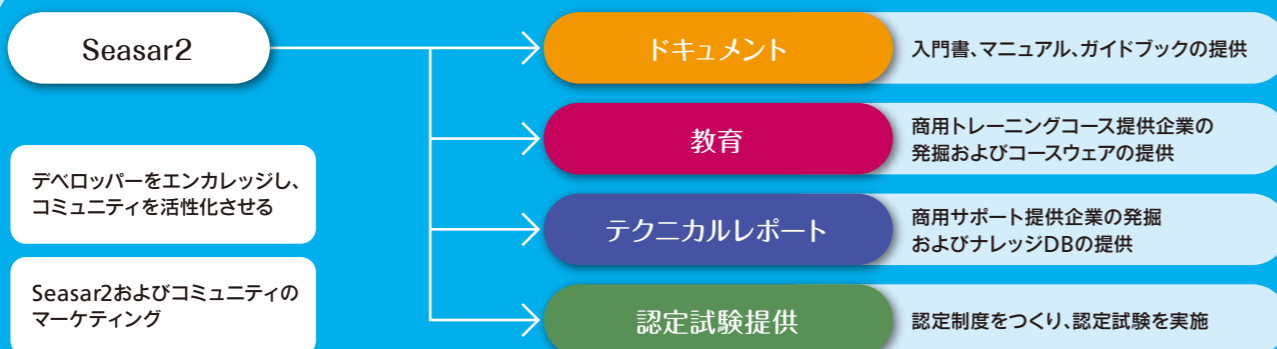 Seasar2
デベロッパーをエンカレッジし、
コミュニティを活性化させる
Seasar2およびコミュニティの
マーケティング
ドキュメント
入門書、マニュアル、ガイドブックの提供
教育
商用トレーニングコース提供企業の
発掘およびコースウェアの提供
テクニカルレポート
商用サポート提供企業の発掘
およびナレッジDBの提供
認定試験提供
認定制度をつくり、認定試験を実施